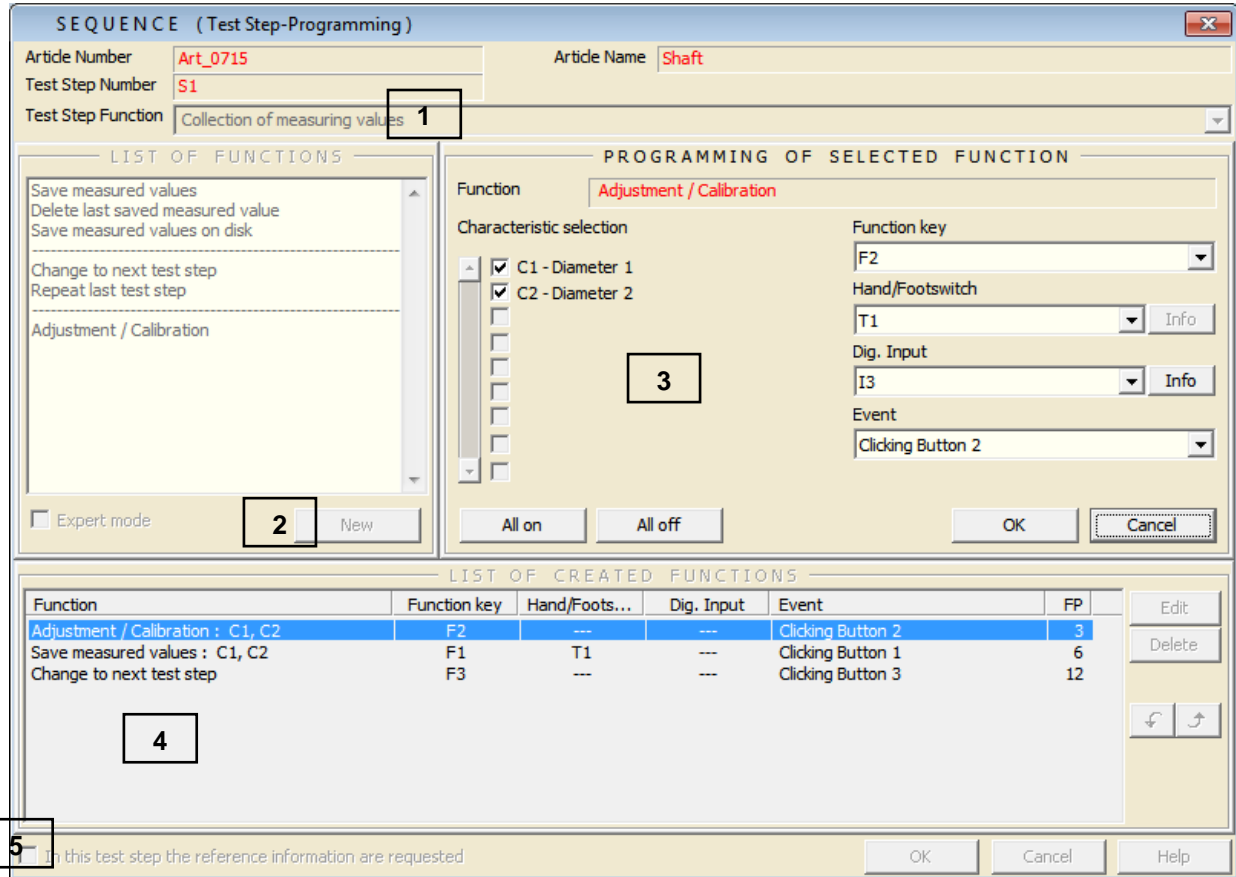 SEQUENCE (Test Step-Programming)
Article Number Art_0715 Article Name Shaft
Test Step Number S1
Test Step Function Collection of measuring values 1
LIST OF FUNCTIONS
Save measured values
Delete last saved measured value
Save measured values on disk
Change to next test step
Repeat last test step
Adjustment / Calibration
Expert mode 2 New
PROGRAMMING OF SELECTED FUNCTION
Function Adjustment / Calibration
Characteristic selection
C1 - Diameter 1
C2 - Diameter 2
3
Function key
F2
Hand/Footswitch
T1 Info
Dig. Input
I3 Info
Event
Clicking Button 2
All on All off OK Cancel
LIST OF CREATED FUNCTIONS
Function Function key Hand/Foots... Dig. Input Event FP
Adjustment / Calibration : C1, C2 F2 --- --- Clicking Button 2 3
Save measured values : C1, C2 F1 T1 --- Clicking Button 1 6
Change to next test step F3 --- --- Clicking Button 3 12
Edit
Delete
4
5 In this test step the reference information are requested OK Cancel Help